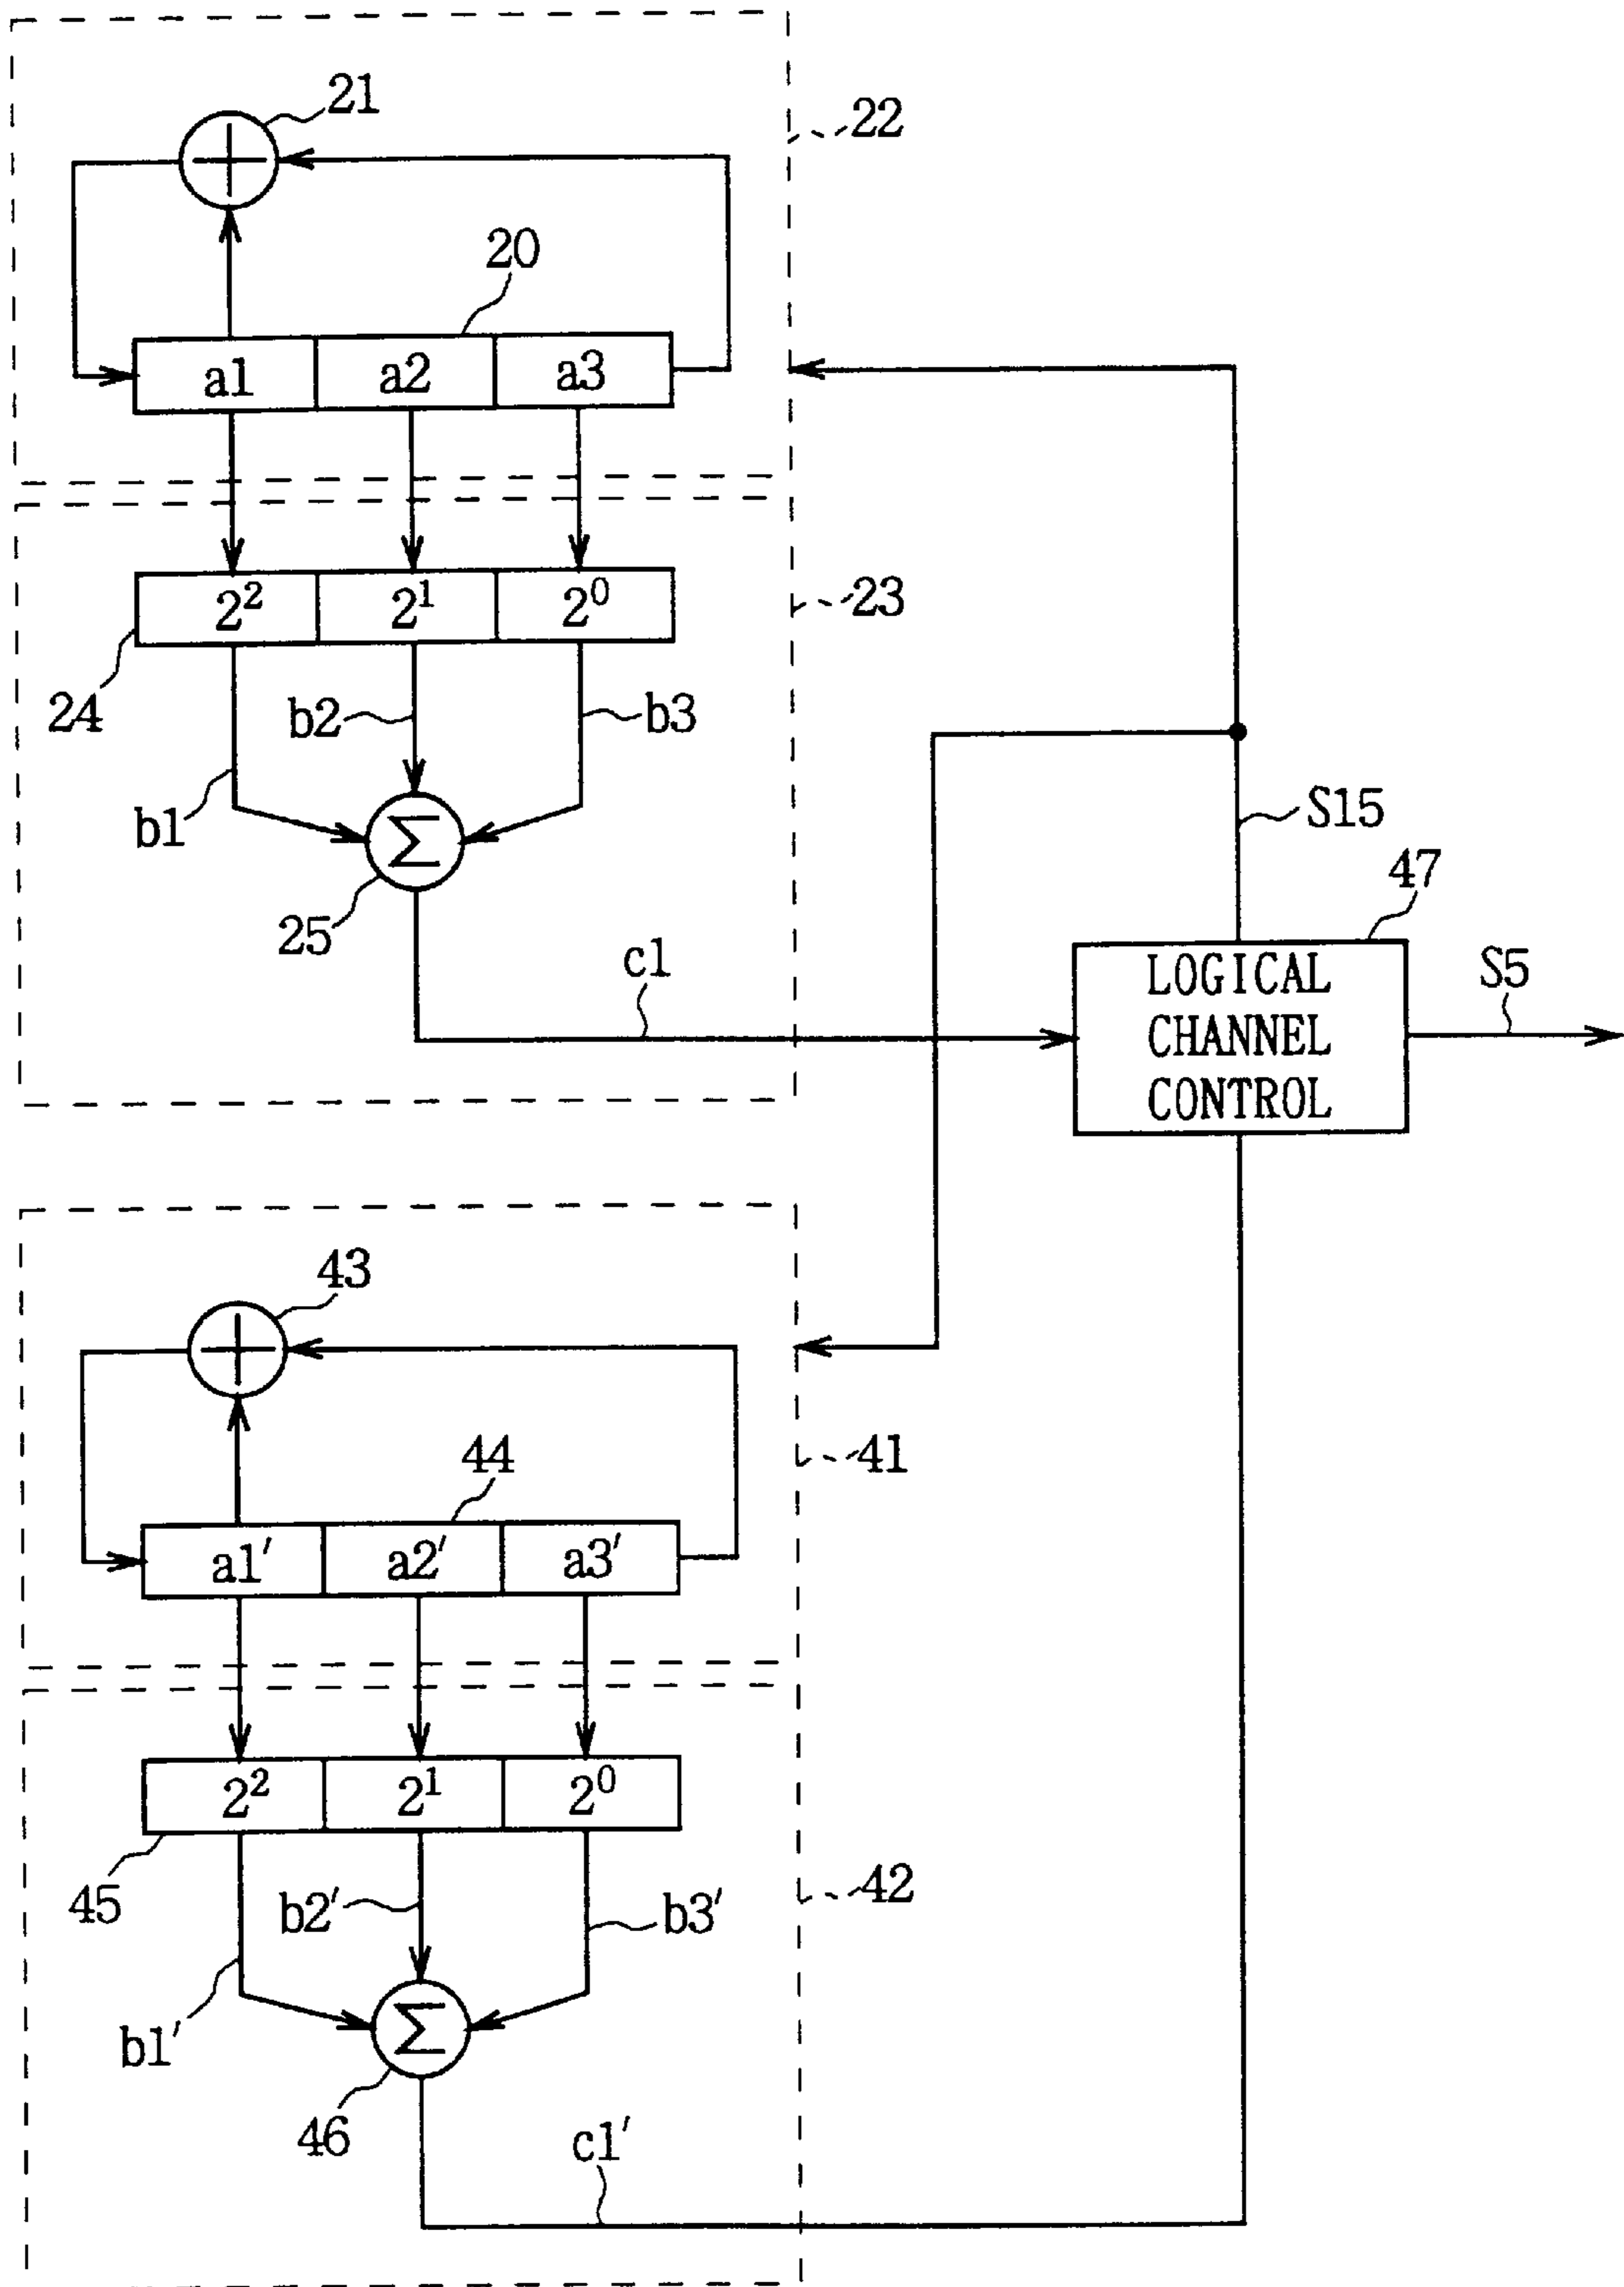 21
22
20
a1 a2 a3
2² 2¹ 2⁰
23
24
b2
b3
b1
S15
25
47
c1
LOGICAL
CHANNEL
CONTROL
S5
43
44
41
a1′ a2′ a3′
2² 2¹ 2⁰
45
42
b2′
b3′
b1′
Σ
Σ
46
c1′